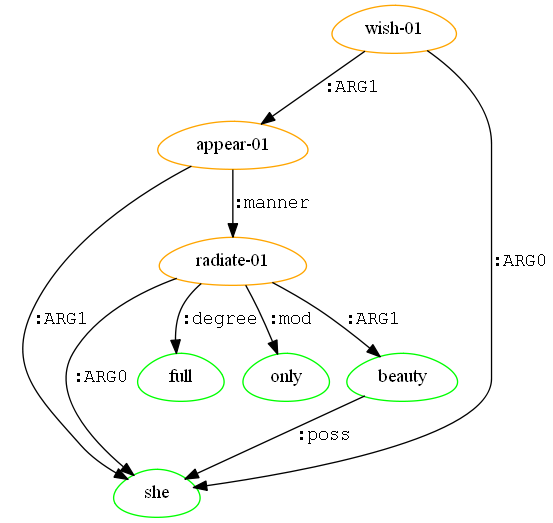 wish-01
:ARG1
appear-01
:manner
:ARG0
radiate-01
:ARG1
:degree
:mod
:ARG1
:ARG0
full
only
beauty
:poss
she